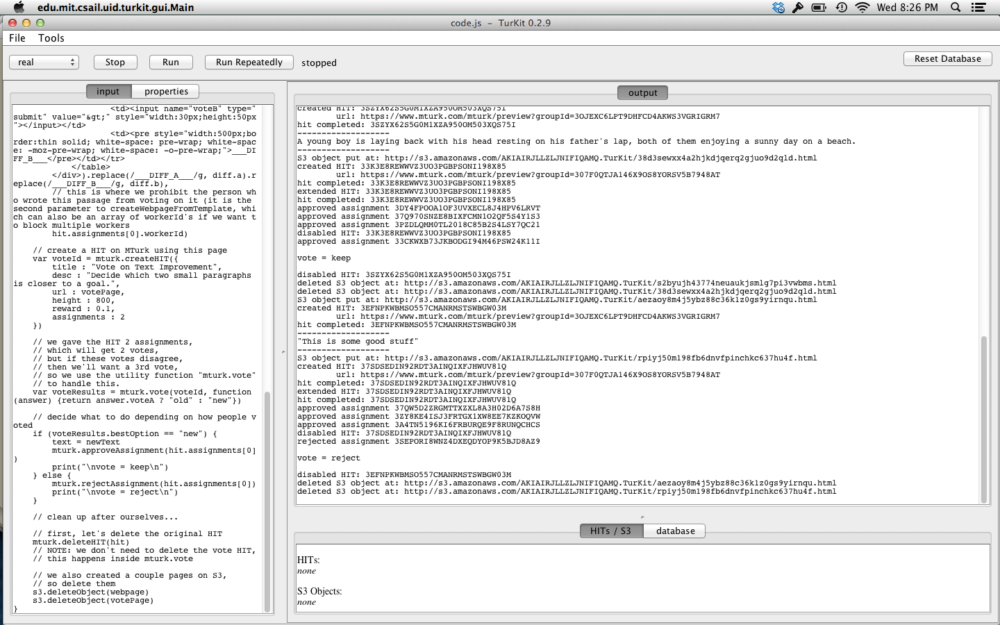 edu.mit.csail.uid.turkit.gui.Main
Wed 8:26 PM
code.js – TurKit 0.2.9
File Tools
real Stop Run Run Repeatedly stopped Reset Database
input properties
<td><input name="voteB" type="
submit" value="&gt;" style="width:30px;height:50px
"></input></td>
<td><pre style="width:500px;bo
rder:thin solid; white-space: pre-wrap; white-spac
e: -moz-pre-wrap; white-space: -o-pre-wrap;">___DI
FF_B___</pre></td></tr>
</table>
</div>).replace(/___DIFF_A___/g, diff.a).r
eplace(/___DIFF_B___/g, diff.b),
// this is where we prohibit the person wh
o wrote this passage from voting on it (it is the
second parameter to createWebpageFromTemplate, whi
ch can also be an array of workerId's if we want t
o block multiple workers
hit.assignments[0].workerId)
// create a HIT on MTurk using this page
var voteId = mturk.createHIT({
title : "Vote on Text Improvement",
desc : "Decide which two small paragraphs
is closer to a goal.",
url : votePage,
height : 800,
reward : 0.1,
assignments : 2
})
// we gave the HIT 2 assignments,
// which will get 2 votes,
// but if these votes disagree,
// then we'll want a 3rd vote,
// so we use the utility function "mturk.vote"
// to handle this.
var voteResults = mturk.vote(voteId, function
(answer) {return answer.voteA ? "old" : "new"})
// decide what to do depending on how people v
oted
if (voteResults.bestOption == "new") {
text = newText
mturk.approveAssignment(hit.assignments[0]
)
print("\nvote = keep\n")
} else {
mturk.rejectAssignment(hit.assignments[0])
print("\nvote = reject\n")
}
// clean up after ourselves...
// first, let's delete the original HIT
mturk.deleteHIT(hit)
// NOTE: we don't need to delete the vote HIT,
// this happens inside mturk.vote
// we also created a couple pages on S3,
// so delete them
s3.deleteObject(webpage)
s3.deleteObject(votePage)
}
output
created HIT: 3SZYX62S5G0M1XZA950OM503XQS75I
url: https://www.mturk.com/mturk/preview?groupId=3OJEXC6LPT9DHFCD4AKWS3VGRIGRM7
hit completed: 3SZYX62S5G0M1XZA950OM503XQS75I
-------------------
A young boy is laying back with his head resting on his father's lap, both of them enjoying a sunny day on a beach.
-------------------
S3 object put at: http://s3.amazonaws.com/AKIAIRJLLZLJNIFIQAMQ.TurKit/38d3sewxx4a2hjkdjqerq2gjuo9d2qld.html
created HIT: 33K3E8REWWVZ3UO3PGBPSONI198X85
url: https://www.mturk.com/mturk/preview?groupId=307F0QTJA146X9OS8YORSV5B7948AT
hit completed: 33K3E8REWWVZ3UO3PGBPSONI198X85
extended HIT: 33K3E8REWWVZ3UO3PGBPSONI198X85
hit completed: 33K3E8REWWVZ3UO3PGBPSONI198X85
approved assignment 3DY4FPOOA1OF3UVXECL8J4HPV6LRVT
approved assignment 37Q970SNZE8BIXFCMN1O2QF5S4Y1S3
approved assignment 3PZDLQMM0TL2018C85B2S4LSY7QC21
disabled HIT: 33K3E8REWWVZ3UO3PGBPSONI198X85
approved assignment 33CKWXB73JKBODGI94M46PSW24K11I
vote = keep
disabled HIT: 3SZYX62S5G0M1XZA950OM503XQS75I
deleted S3 object at: http://s3.amazonaws.com/AKIAIRJLLZLJNIFIQAMQ.TurKit/s2byujh43774neuaukjsmlg7pi3vwbms.html
deleted S3 object at: http://s3.amazonaws.com/AKIAIRJLLZLJNIFIQAMQ.TurKit/38d3sewxx4a2hjkdjqerq2gjuo9d2qld.html
S3 object put at: http://s3.amazonaws.com/AKIAIRJLLZLJNIFIQAMQ.TurKit/aezaoy8m4j5ybz88c36k1z0gs9yirnqu.html
created HIT: 3EFNPKWBMSO557CMANRMSTSWBGW03M
url: https://www.mturk.com/mturk/preview?groupId=3OJEXC6LPT9DHFCD4AKWS3VGRIGRM7
hit completed: 3EFNPKWBMSO557CMANRMSTSWBGW03M
-------------------
"This is some good stuff"
-------------------
S3 object put at: http://s3.amazonaws.com/AKIAIRJLLZLJNIFIQAMQ.TurKit/rpiyj50m198fb6dnvfpinchkc637hu4f.html
created HIT: 37SDSEDIN92RDT3AINQIXFJHWUV81Q
url: https://www.mturk.com/mturk/preview?groupId=307F0QTJA146X9OS8YORSV5B7948AT
hit completed: 37SDSEDIN92RDT3AINQIXFJHWUV81Q
extended HIT: 37SDSEDIN92RDT3AINQIXFJHWUV81Q
hit completed: 37SDSEDIN92RDT3AINQIXFJHWUV81Q
approved assignment 37QW5D2ZRGMTTXZXL8A3H02D6A7S8H
approved assignment 3ZY8KE4ISJ3FRTGX1XW8EE7KZKOQVW
approved assignment 3A4TN5196KI6FRBURQE9F8RUNQCHCS
disabled HIT: 37SDSEDIN92RDT3AINQIXFJHWUV81Q
rejected assignment 3SEPORI8WNZ4DXEQDYOP9K5BJD8AZ9
vote = reject
disabled HIT: 3EFNPKWBMSO557CMANRMSTSWBGW03M
deleted S3 object at: http://s3.amazonaws.com/AKIAIRJLLZLJNIFIQAMQ.TurKit/aezaoy8m4j5ybz88c36k1z0gs9yirnqu.html
deleted S3 object at: http://s3.amazonaws.com/AKIAIRJLLZLJNIFIQAMQ.TurKit/rpiyj50m198fb6dnvfpinchkc637hu4f.html
HITs / S3 database
HITs:
none
S3 Objects:
none